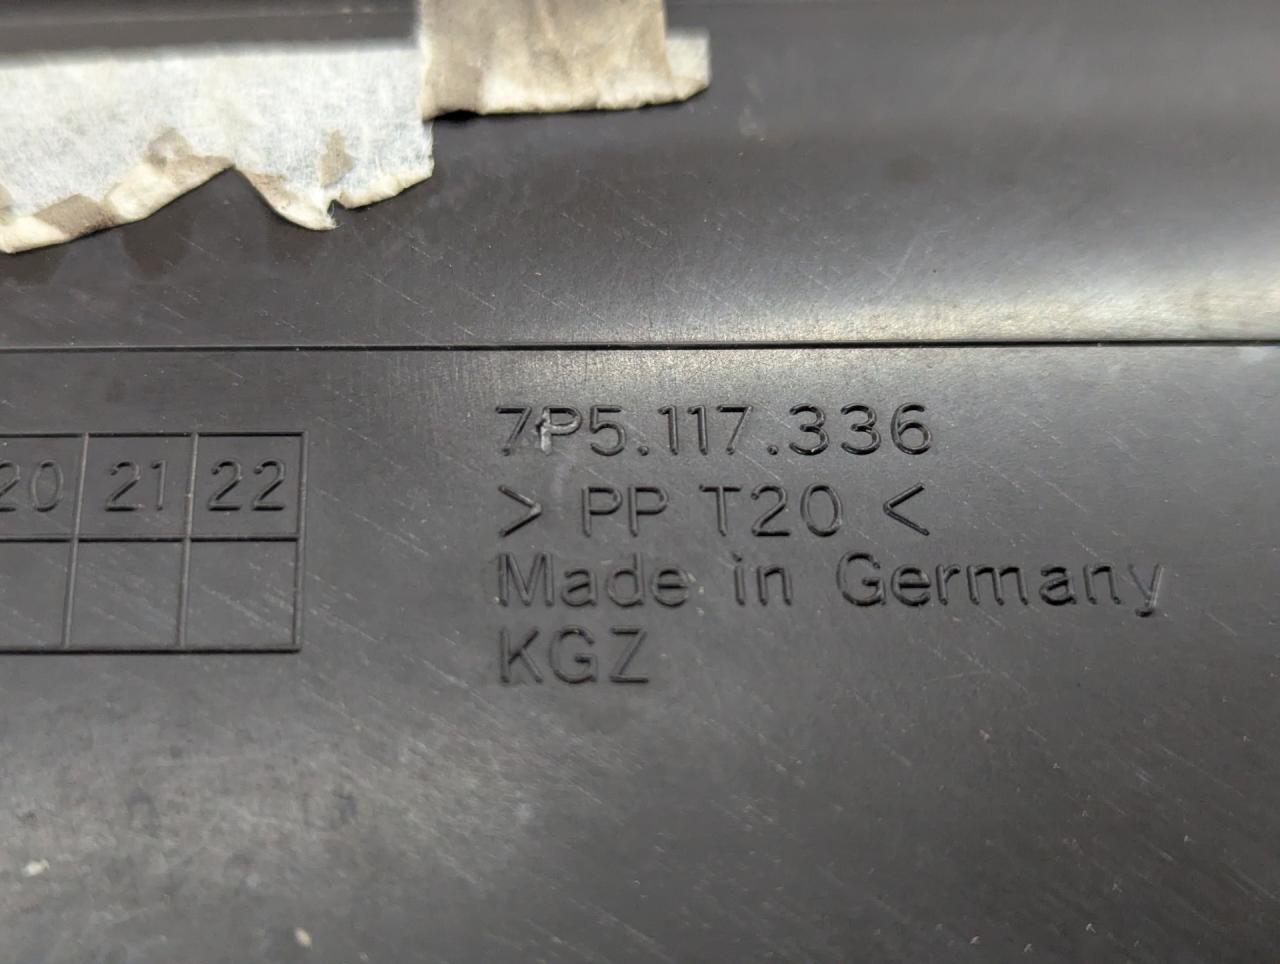 7P5.117.336
> PP T20 <
Made in Germany
KGZ
20 21 22